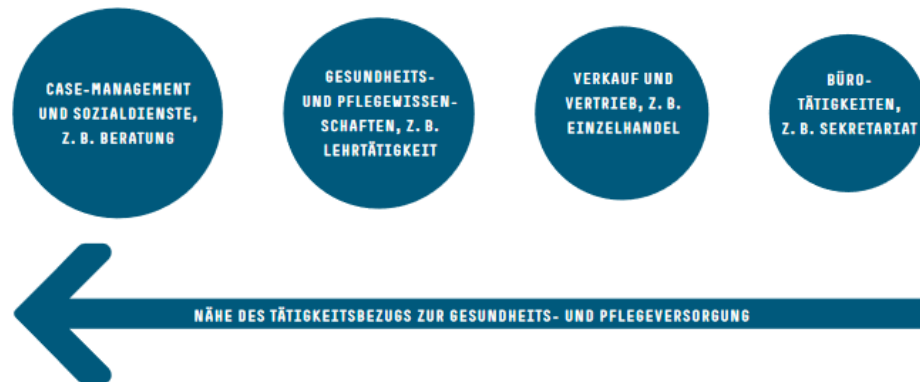 CASE-MANAGEMENT
UND SOZIALDIENSTE,
Z. B. BERATUNG
GESUNDHEITS-
UND PFLEGEWISSEN-
SCHAFTEN, Z. B.
LEHRTÄTIGKEIT
VERKAUF UND
VERTRIEB, Z. B.
EINZELHANDEL
BÜRO-
TÄTIGKEITEN,
Z. B. SEKRETARIAT
NÄHE DES TÄTIGKEITSBEZUGS ZUR GESUNDHEITS- UND PFLEGEVERSORGUNG